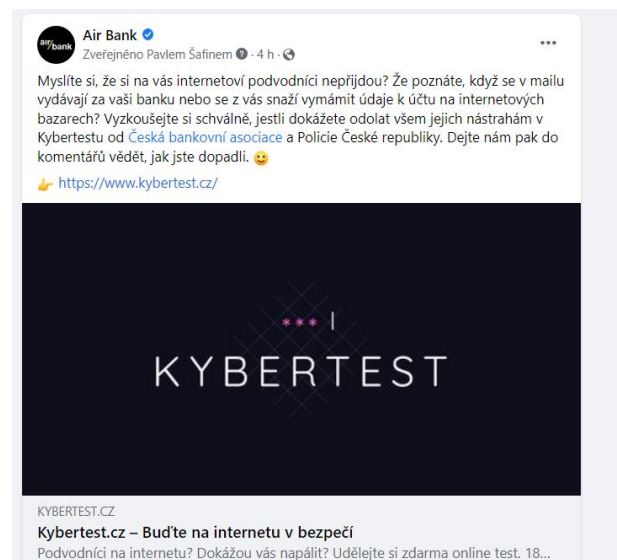 air/bank
Air Bank
Zveřejněno Pavlem Šafinem · 4 h ·
Myslíte si, že si na vás internetoví podvodníci nepřijdou? Že poznáte, když se v mailu
vydávají za vaši banku nebo se z vás snaží vymámit údaje k účtu na internetových
bazarech? Vyzkoušejte si schválně, jestli dokážete odolat všem jejich nástrahám v
Kybertestu od Česká bankovní asociace a Policie České republiky. Dejte nám pak do
komentářů vědět, jak jste dopadli. 😀
👉 https://www.kybertest.cz/
*** |
KYBERTEST
KYBERTEST.CZ
Kybertest.cz – Buďte na internetu v bezpečí
Podvodníci na internetu? Dokážou vás napálit? Udělejte si zdarma online test. 18...